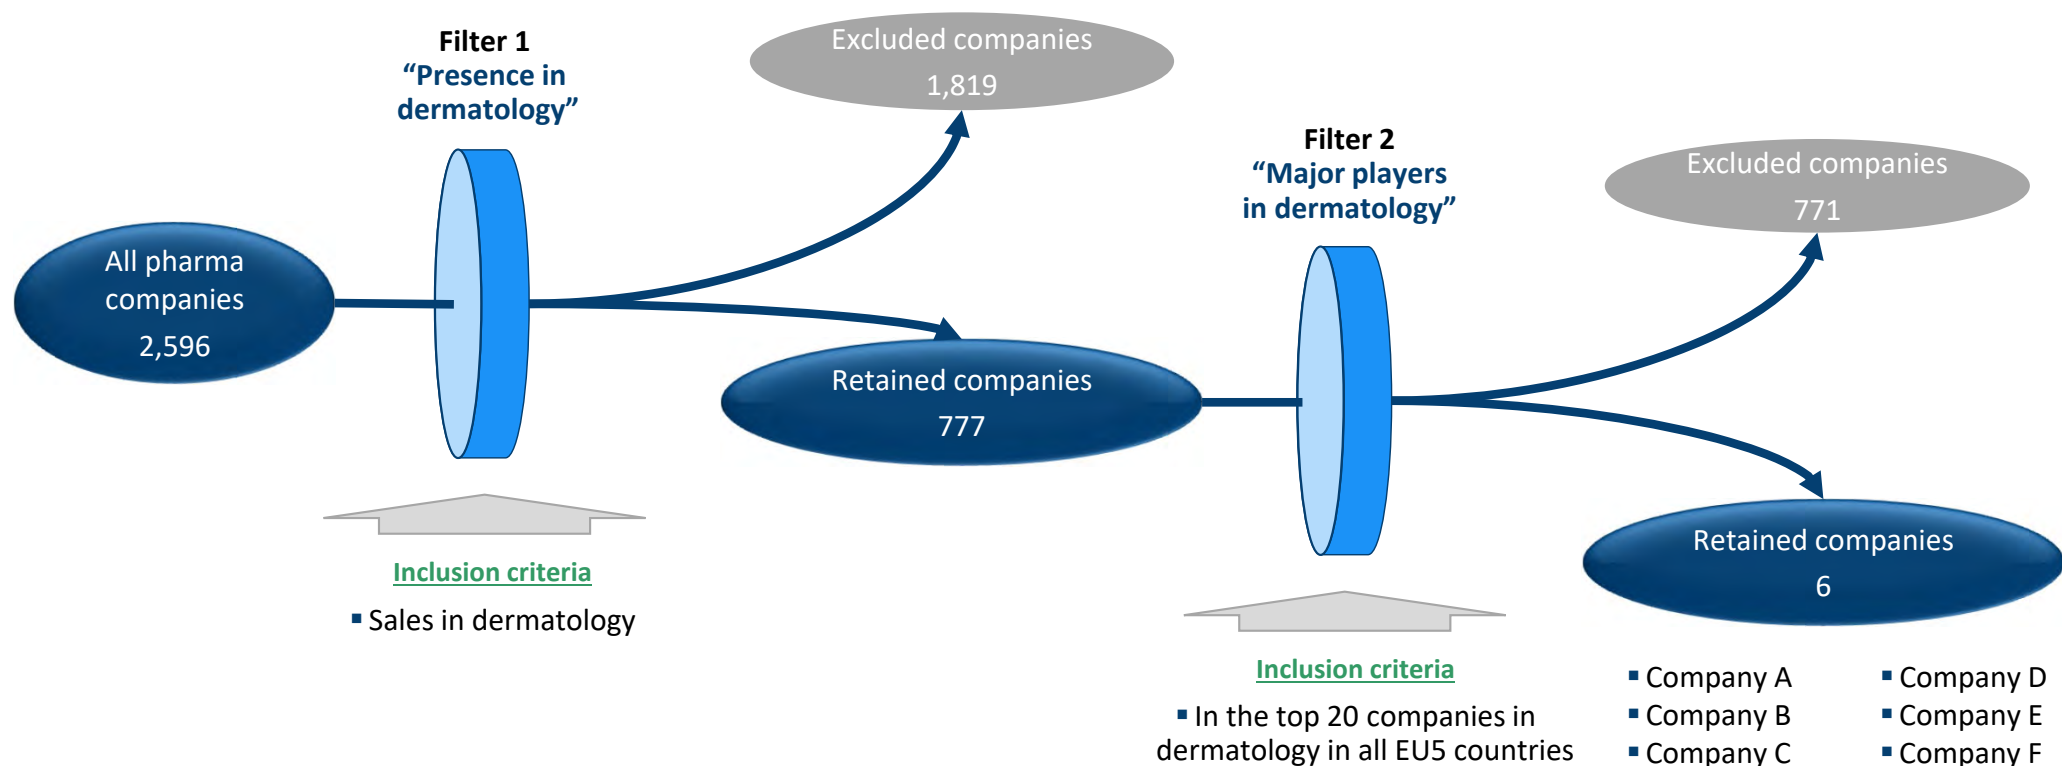 Filter 1
“Presence in
dermatology”
Excluded companies
1,819
Filter 2
“Major players
in dermatology”
Excluded companies
771
All pharma
companies
2,596
Retained companies
777
Retained companies
6
Inclusion criteria
▪ Sales in dermatology
Inclusion criteria
▪ In the top 20 companies in
dermatology in all EU5 countries
▪ Company A
▪ Company B
▪ Company C
▪ Company D
▪ Company E
▪ Company F